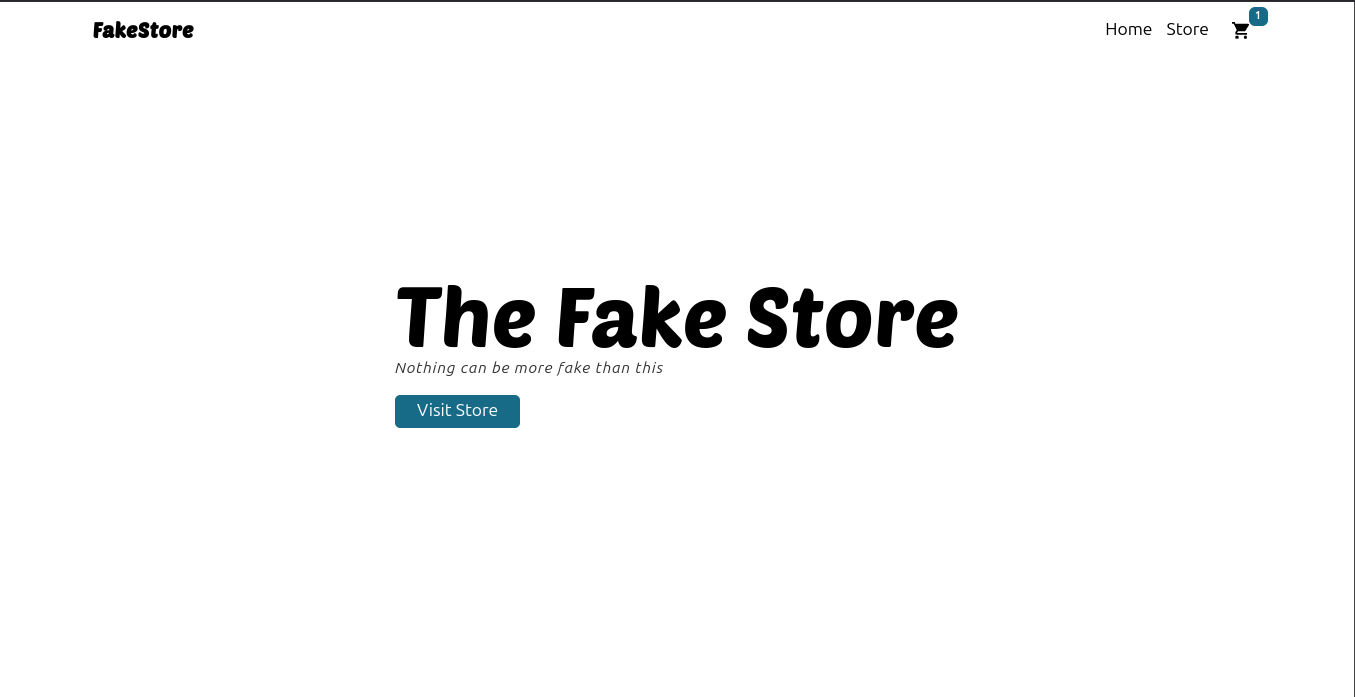 FakeStore
Home Store 1
The Fake Store
Nothing can be more fake than this
Visit Store